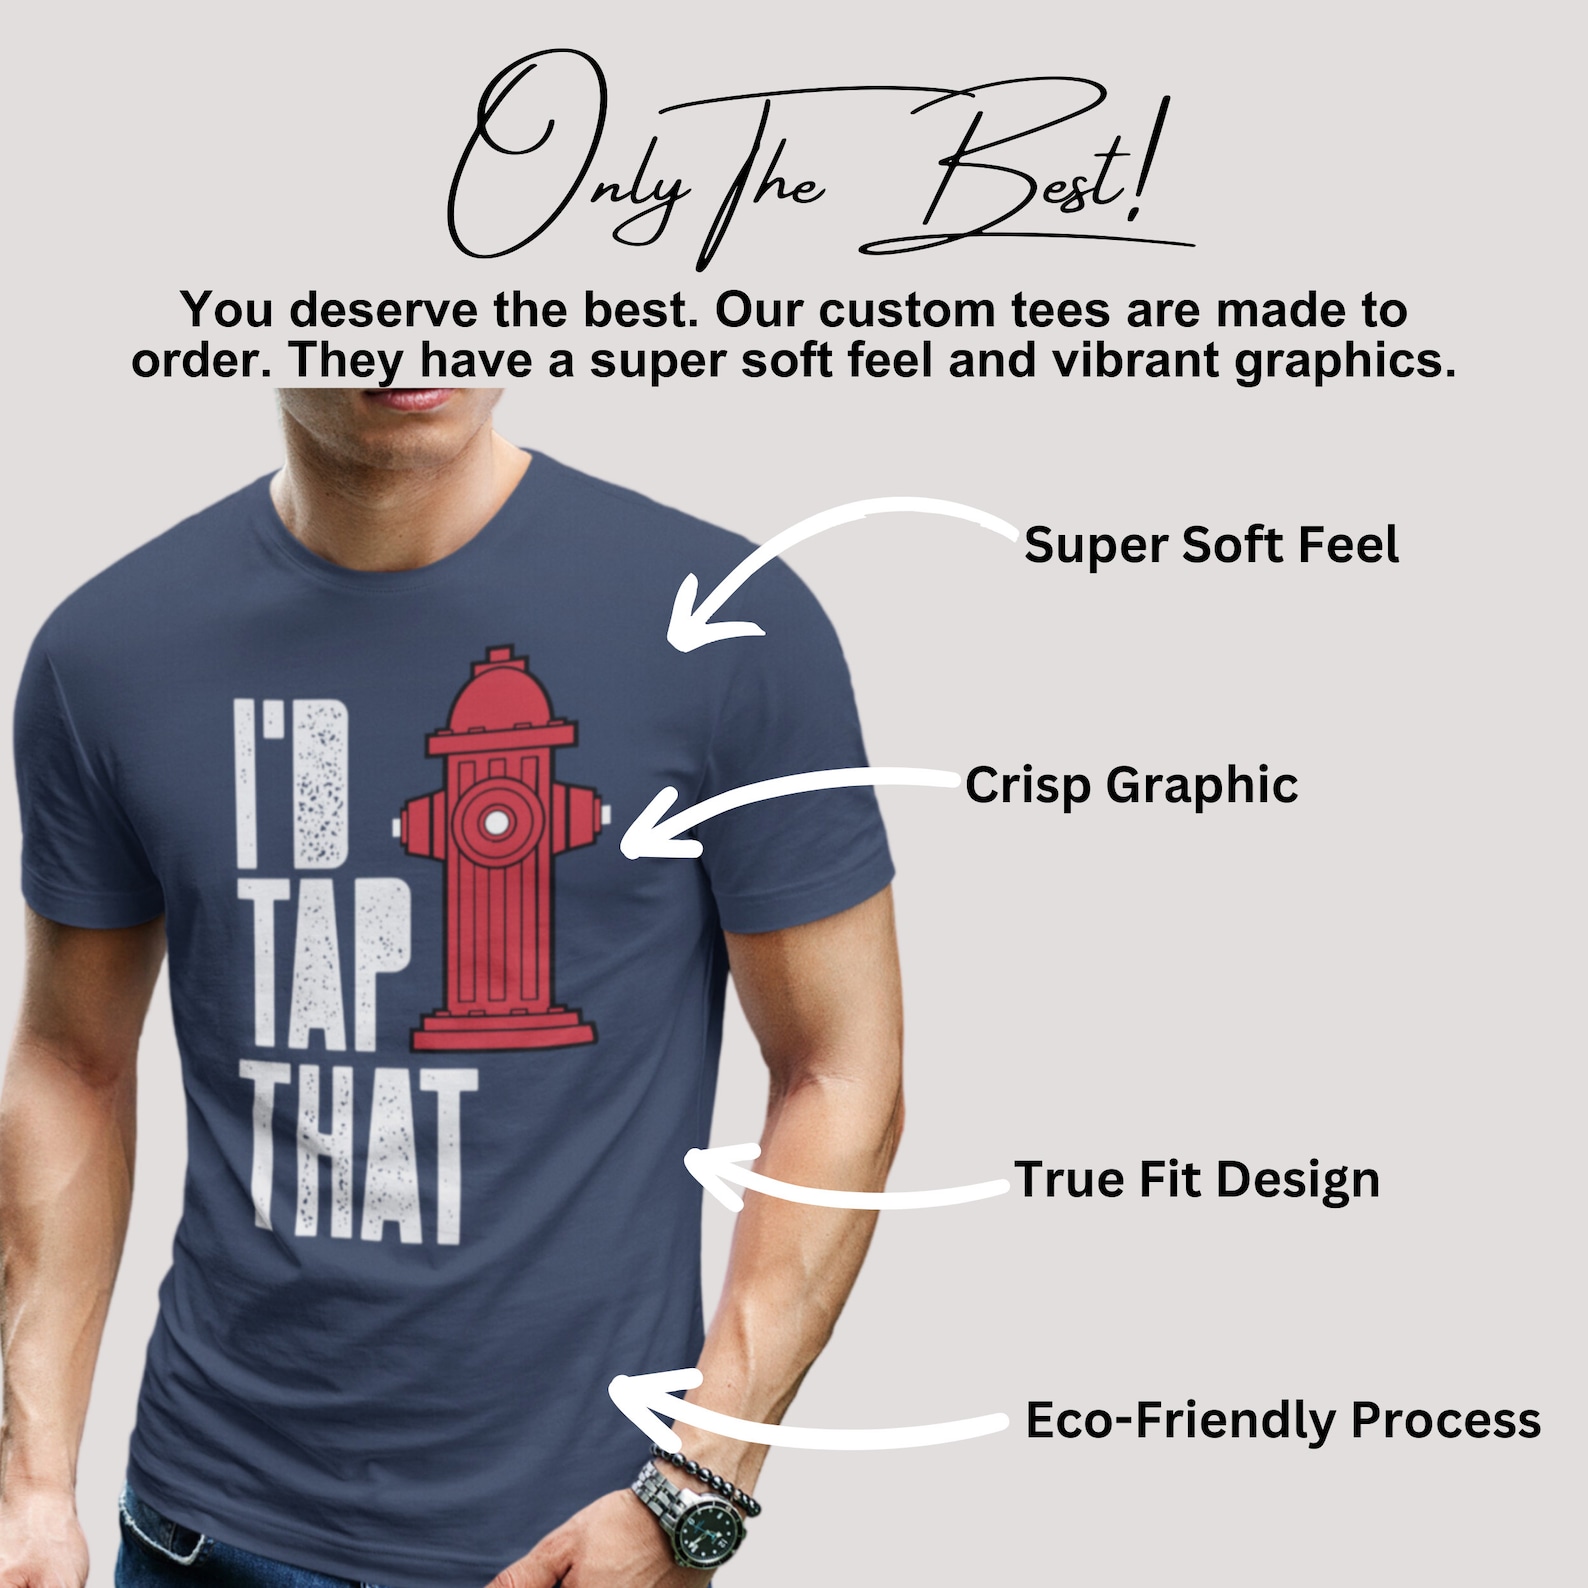 Only The Best!
You deserve the best. Our custom tees are made to
order. They have a super soft feel and vibrant graphics.
Super Soft Feel
I'D
TAP
THAT
Crisp Graphic
True Fit Design
Eco-Friendly Process